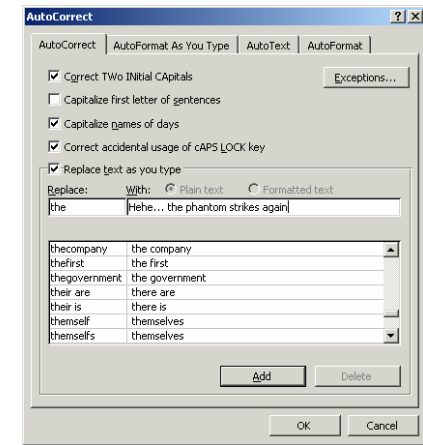 AutoCorrect
AutoCorrect AutoFormat As You Type AutoText AutoFormat
Correct TWo INitial CApitals Exceptions...
Capitalize first letter of sentences
Capitalize names of days
Correct accidental usage of cAPS LOCK key
Replace text as you type
Replace: With: Plain text Formatted text
the Hehe... the phantom strikes again
thecompany the company
thefirst the first
thegovernment the government
their are there are
their is there is
themself themselves
themselfs themselves
Add Delete
OK Cancel